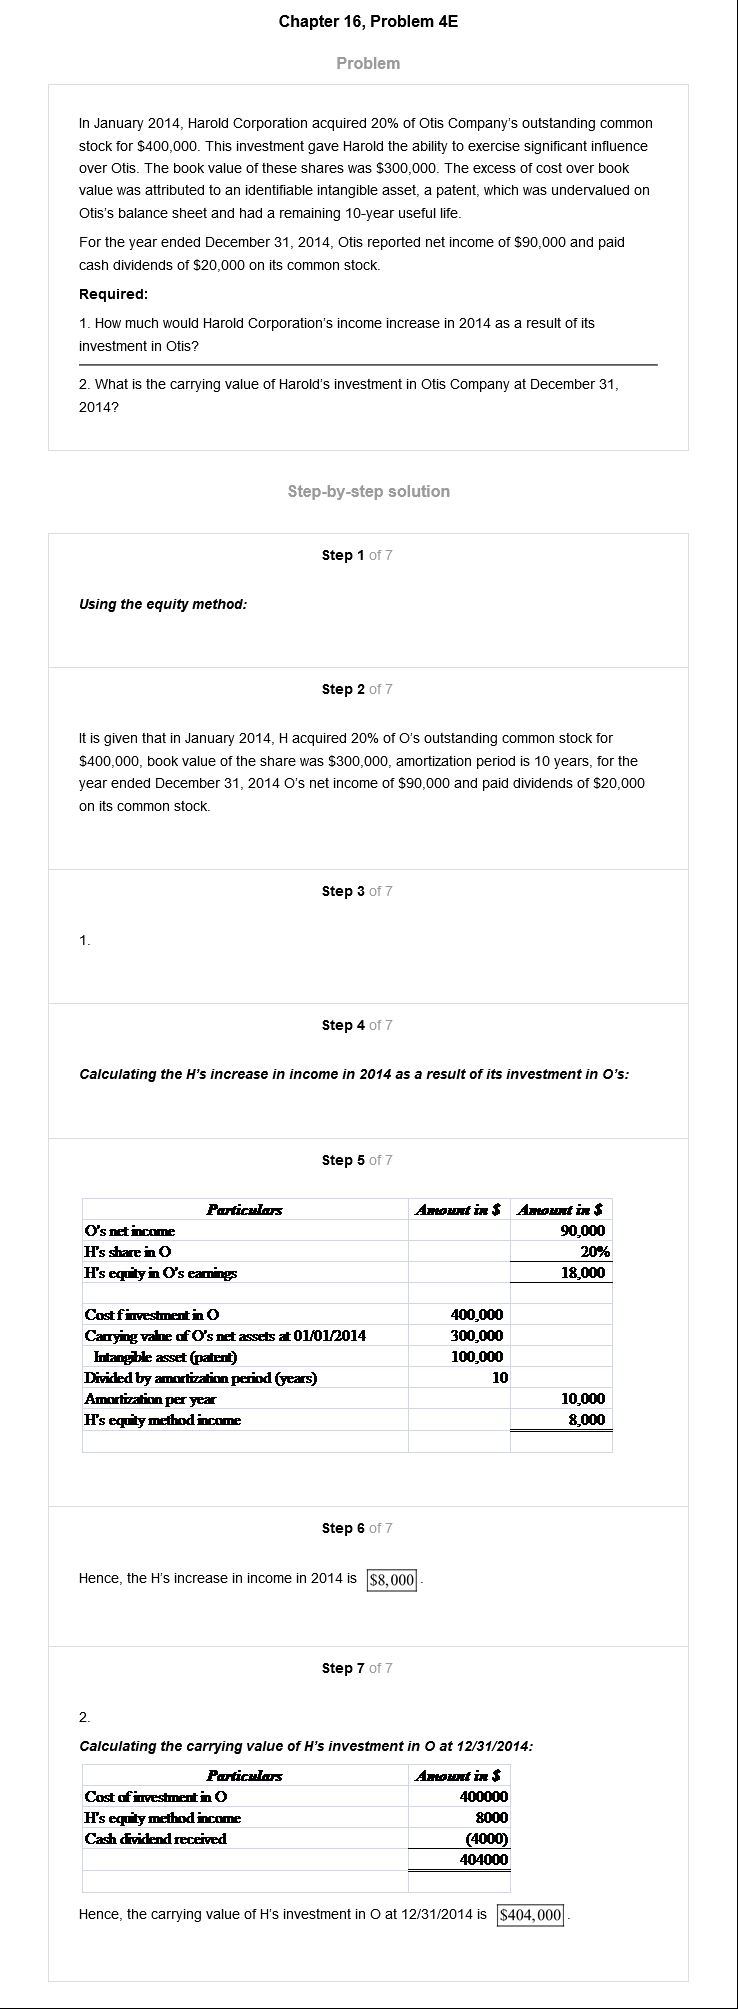 Chapter 16, Problem 4E
Problem
In January 2014, Harold Corporation acquired 20% of Otis Company's outstanding common
stock for $400,000. This investment gave Harold the ability to exercise significant influence
over Otis. The book value of these shares was $300,000. The excess of cost over book
value was attributed to an identifiable intangible asset, a patent, which was undervalued on
Otis's balance sheet and had a remaining 10-year useful life.
For the year ended December 31, 2014, Otis reported net income of $90,000 and paid
cash dividends of $20,000 on its common stock.
Required:
1. How much would Harold Corporation's income increase in 2014 as a result of its
investment in Otis?
2. What is the carrying value of Harold's investment in Otis Company at December 31,
2014?
Step-by-step solution
Step 1 of 7
Using the equity method:
Step 2 of 7
It is given that in January 2014, H acquired 20% of O's outstanding common stock for
$400,000, book value of the share was $300,000, amortization period is 10 years, for the
year ended December 31, 2014 O's net income of $90,000 and paid dividends of $20,000
on its common stock.
Step 3 of 7
1.
Step 4 of 7
Calculating the H's increase in income in 2014 as a result of its investment in O's:
Step 5 of 7
Particulars Amount in $ Amount in $
O's net income 90,000
H's share in O 20%
H's equity in O's earnings 18,000
Cost f investment in O 400,000
Carrying value of O's net assets at 01/01/2014 300,000
Intangible asset (patent) 100,000
Divided by amortization period (years) 10
Amortization per year 10,000
H's equity method income 8,000
Step 6 of 7
Hence, the H's increase in income in 2014 is $8,000.
Step 7 of 7
2.
Calculating the carrying value of H's investment in O at 12/31/2014:
Particulars Amount in $
Cost of investment in O 400000
H's equity method income 8000
Cash dividend received (4000)
404000
Hence, the carrying value of H's investment in O at 12/31/2014 is $404,000.